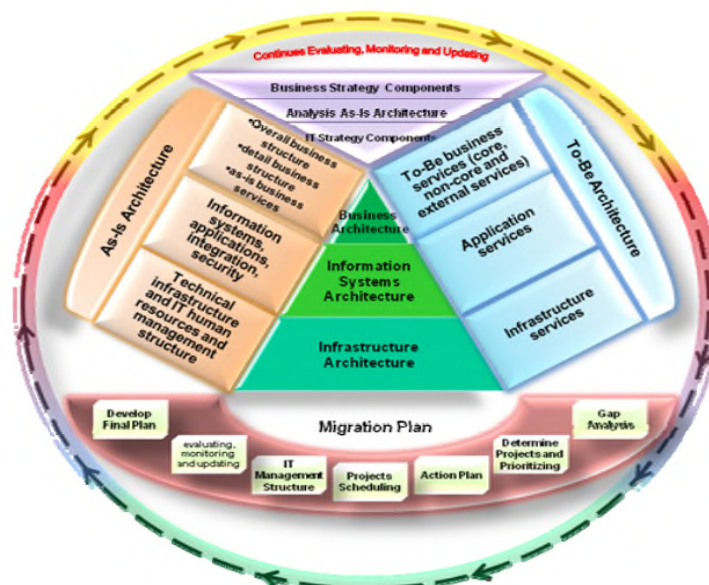 Continues Evaluating, Monitoring and Updating
Business Strategy Components
Analysis As-Is Architecture
IT Strategy Components
As-Is Architecture
•Overall business
structure
•detail business
structure
•as-is business
services
Information
systems,
applications,
integration,
security
Technical
infrastructure
and IT human
resources and
management
structure
Business
Architecture
Information
Systems
Architecture
Infrastructure
Architecture
To-Be business
services (core,
non-core and
external services)
Application
services
Infrastructure
services
To-Be Architecture
Migration Plan
Develop
Final Plan
evaluating,
monitoring
and updating
IT
Management
Structure
Projects
Scheduling
Action Plan
Determine
Projects and
Prioritizing
Gap
Analysis